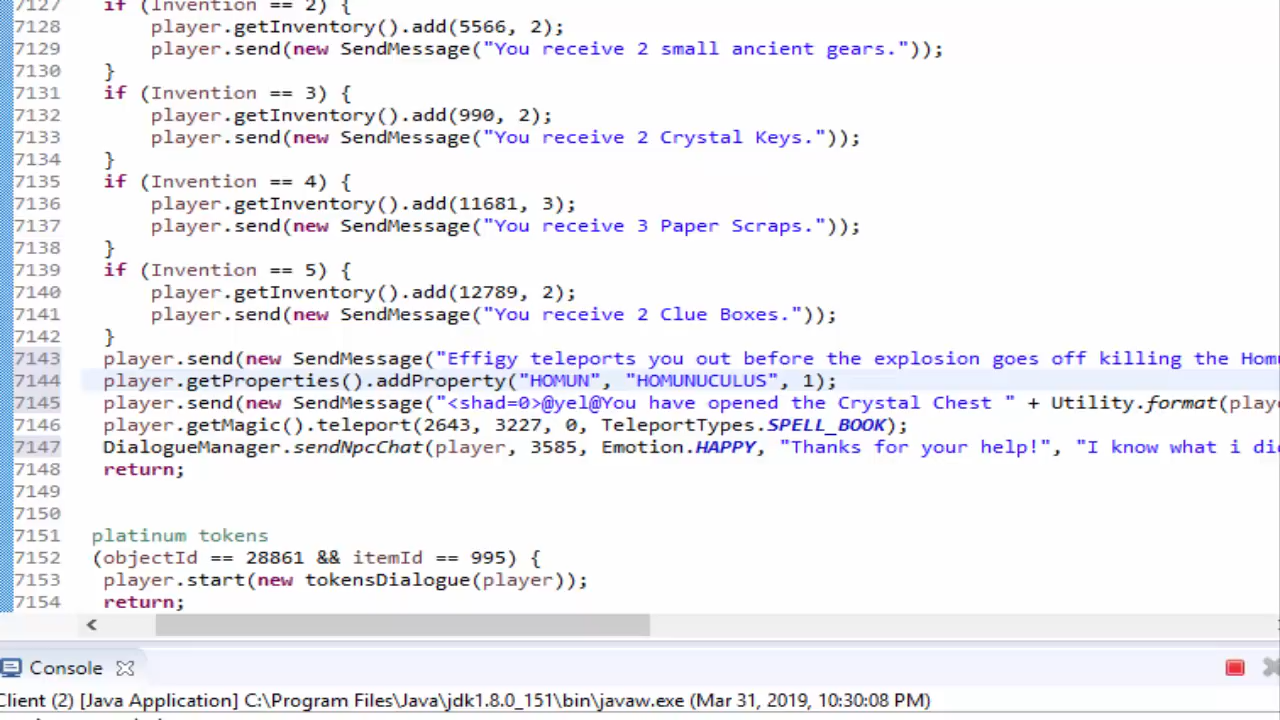 7127 if (Invention == 2) {
7128 player.getInventory().add(5566, 2);
7129 player.send(new SendMessage("You receive 2 small ancient gears."));
7130 }
7131 if (Invention == 3) {
7132 player.getInventory().add(990, 2);
7133 player.send(new SendMessage("You receive 2 Crystal Keys."));
7134 }
7135 if (Invention == 4) {
7136 player.getInventory().add(11681, 3);
7137 player.send(new SendMessage("You receive 3 Paper Scraps."));
7138 }
7139 if (Invention == 5) {
7140 player.getInventory().add(12789, 2);
7141 player.send(new SendMessage("You receive 2 Clue Boxes."));
7142 }
7143 player.send(new SendMessage("Effigy teleports you out before the explosion goes off killing the Hom
7144 player.getProperties().addProperty("HOMUN", "HOMUNUCULUS", 1);
7145 player.send(new SendMessage("<shad=0>@yel@You have opened the Crystal Chest " + Utility.format(playe
7146 player.getMagic().teleport(2643, 3227, 0, TeleportTypes.SPELL_BOOK);
7147 DialogueManager.sendNpcChat(player, 3585, Emotion.HAPPY, "Thanks for your help!", "I know what i di
7148 return;
7149
7150
7151 platinum tokens
7152 (objectId == 28861 && itemId == 995) {
7153 player.start(new tokensDialogue(player));
7154 return;
Console
Client (2) [Java Application] C:\Program Files\Java\jdk1.8.0_151\bin\javaw.exe (Mar 31, 2019, 10:30:08 PM)